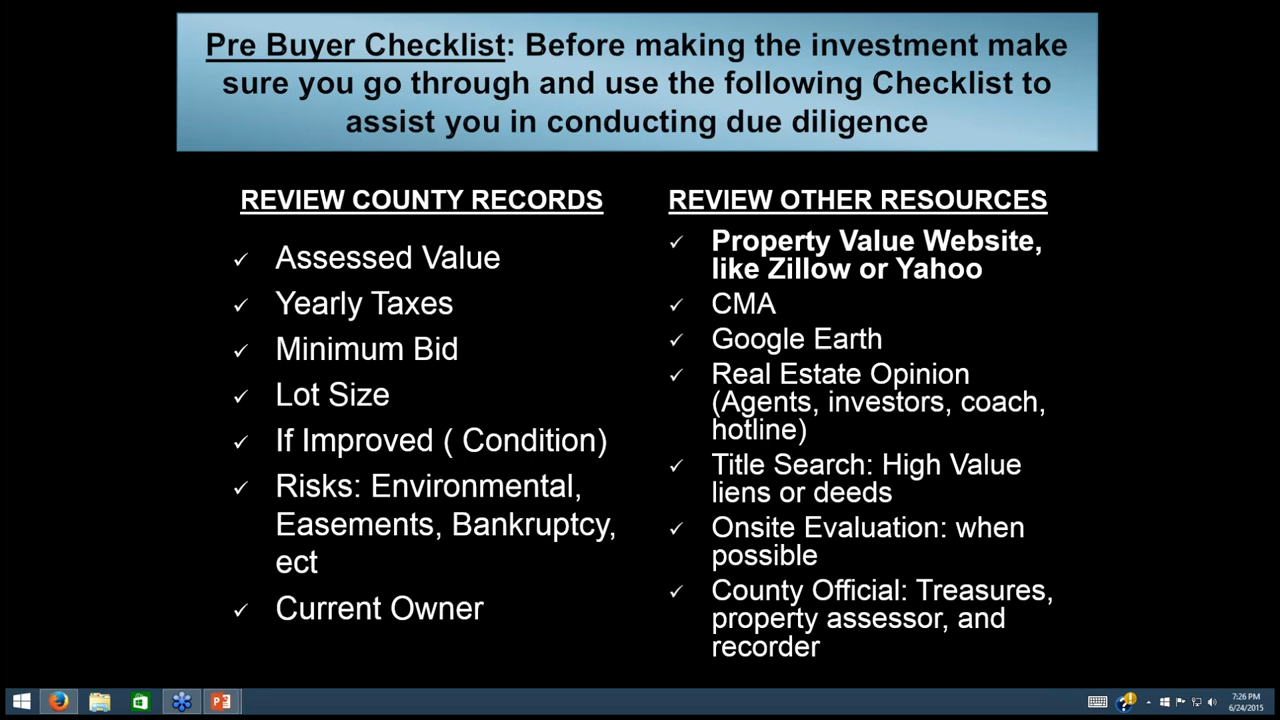 Pre Buyer Checklist: Before making the investment make
sure you go through and use the following Checklist to
assist you in conducting due diligence
REVIEW COUNTY RECORDS
Assessed Value
Yearly Taxes
Minimum Bid
Lot Size
If Improved ( Condition)
Risks: Environmental,
Easements, Bankruptcy,
ect
Current Owner
REVIEW OTHER RESOURCES
Property Value Website,
like Zillow or Yahoo
CMA
Google Earth
Real Estate Opinion
(Agents, investors, coach,
hotline)
Title Search: High Value
liens or deeds
Onsite Evaluation: when
possible
County Official: Treasures,
property assessor, and
recorder
7:26 PM
6/24/2015